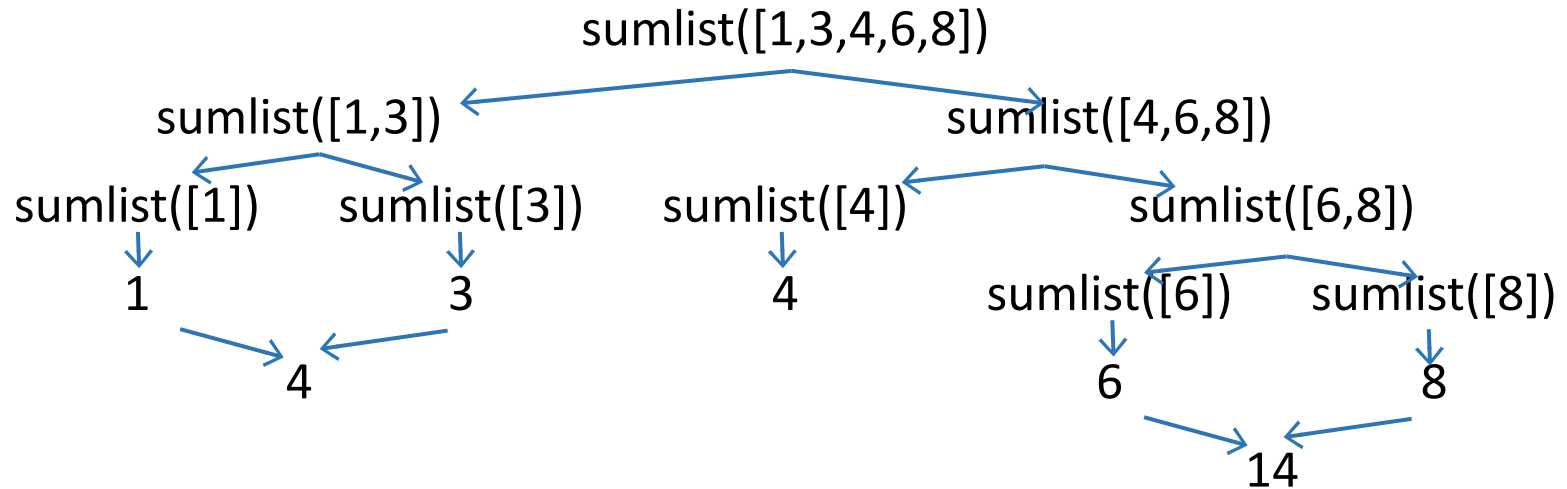 sumlist([1,3,4,6,8])
sumlist([1,3]) sumlist([4,6,8])
sumlist([1]) sumlist([3]) sumlist([4]) sumlist([6,8])
1 3 4 sumlist([6]) sumlist([8])
4 6 8
14